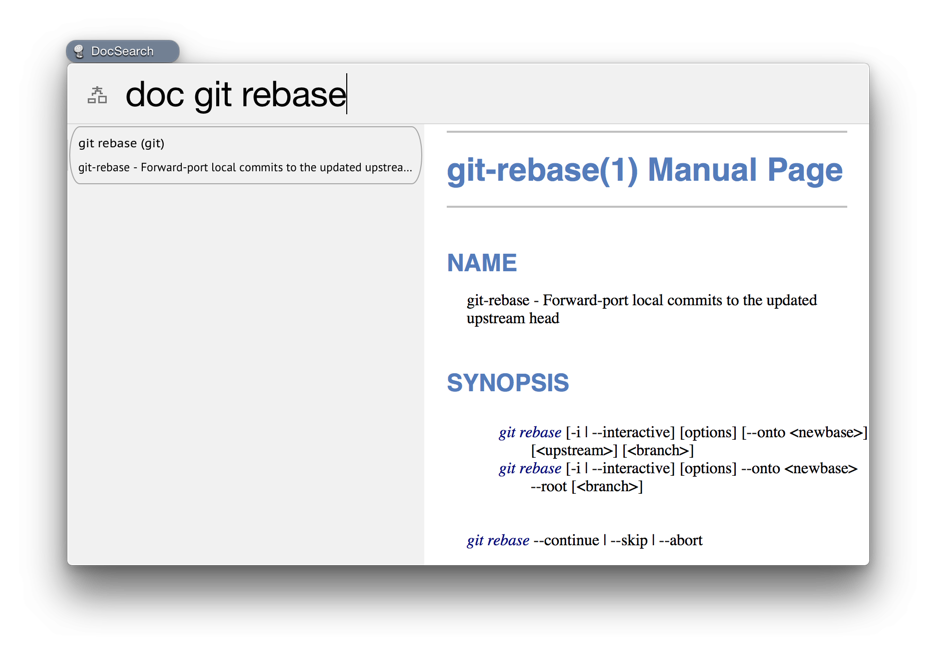 DocSearch
doc git rebase
git rebase (git)
git-rebase - Forward-port local commits to the updated upstrea...
git-rebase(1) Manual Page
NAME
git-rebase - Forward-port local commits to the updated
upstream head
SYNOPSIS
git rebase [-i | --interactive] [options] [--onto <newbase>]
[<upstream>] [<branch>]
git rebase [-i | --interactive] [options] --onto <newbase>
--root [<branch>]
git rebase --continue | --skip | --abort